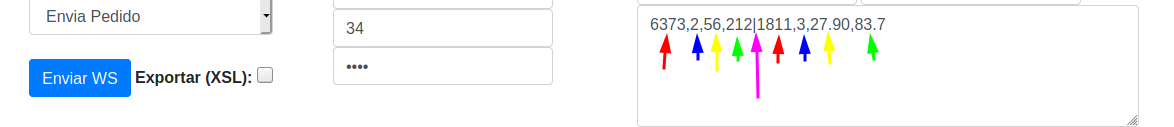 Envia Pedido
34
••••
6373,2,56,212|1811,3,27.90,83.7
Enviar WS
Exportar (XSL):